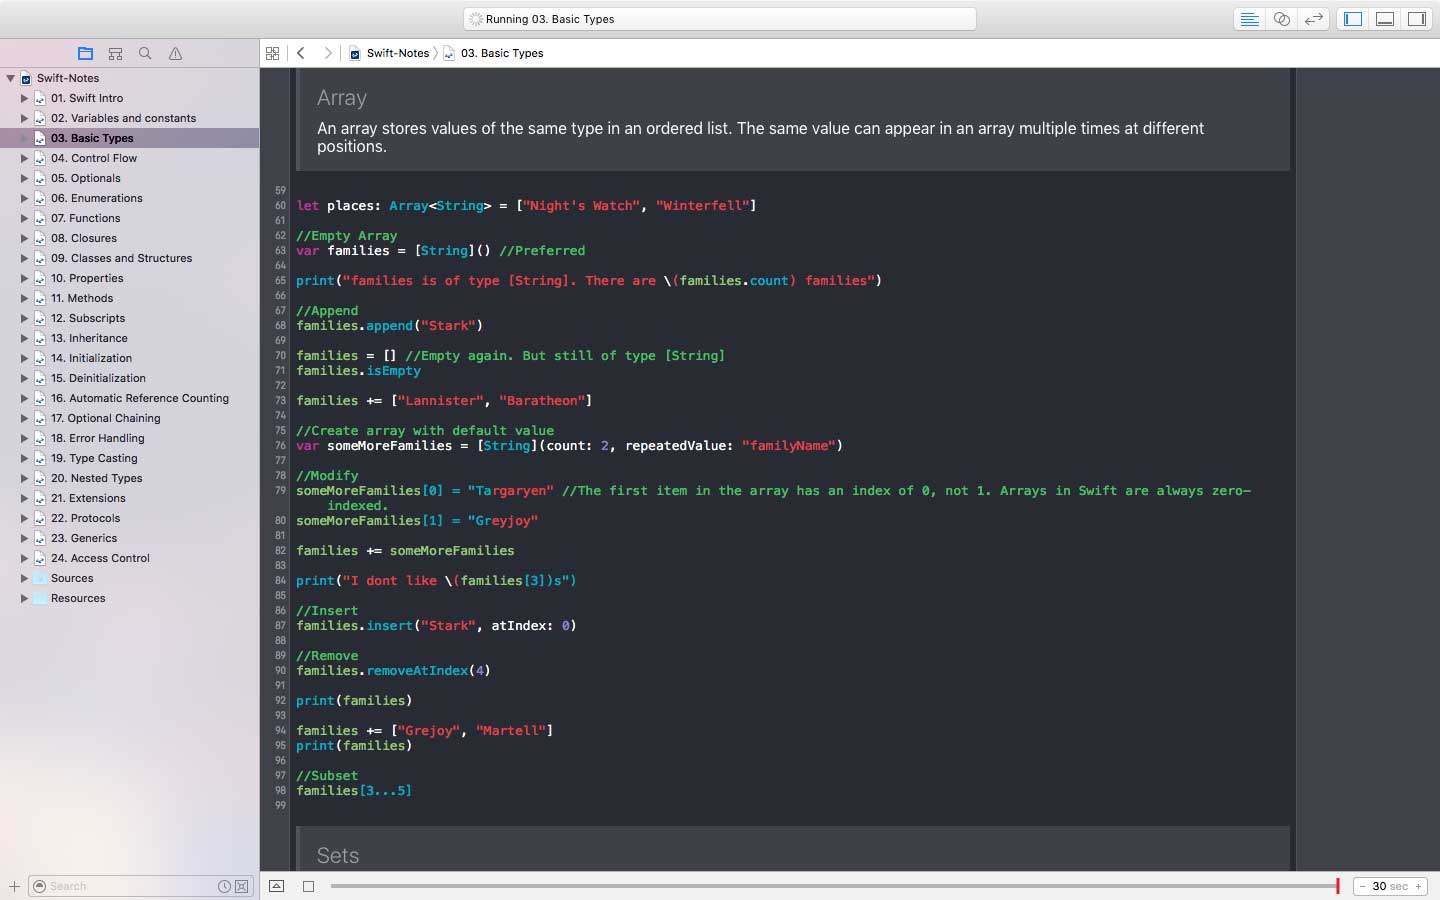 Running 03. Basic Types
Swift-Notes
03. Basic Types
Swift-Notes
01. Swift Intro
02. Variables and constants
03. Basic Types
04. Control Flow
05. Optionals
06. Enumerations
07. Functions
08. Closures
09. Classes and Structures
10. Properties
11. Methods
12. Subscripts
13. Inheritance
14. Initialization
15. Deinitialization
16. Automatic Reference Counting
17. Optional Chaining
18. Error Handling
19. Type Casting
20. Nested Types
21. Extensions
22. Protocols
23. Generics
24. Access Control
Sources
Resources
Search
Array
An array stores values of the same type in an ordered list. The same value can appear in an array multiple times at different
positions.
59
60 let places: Array<String> = ["Night's Watch", "Winterfell"]
61
62 //Empty Array
63 var families = [String]() //Preferred
64
65 print("families is of type [String]. There are \(families.count) families")
66
67 //Append
68 families.append("Stark")
69
70 families = [] //Empty again. But still of type [String]
71 families.isEmpty
72
73 families += ["Lannister", "Baratheon"]
74
75 //Create array with default value
76 var someMoreFamilies = [String](count: 2, repeatedValue: "familyName")
77
78 //Modify
79 someMoreFamilies[0] = "Targaryen" //The first item in the array has an index of 0, not 1. Arrays in Swift are always zero-
indexed.
80 someMoreFamilies[1] = "Greyjoy"
81
82 families += someMoreFamilies
83
84 print("I dont like \(families[3])s")
85
86 //Insert
87 families.insert("Stark", atIndex: 0)
88
89 //Remove
90 families.removeAtIndex(4)
91
92 print(families)
93
94 families += ["Grejoy", "Martell"]
95 print(families)
96
97 //Subset
98 families[3...5]
99
Sets
- 30 sec +